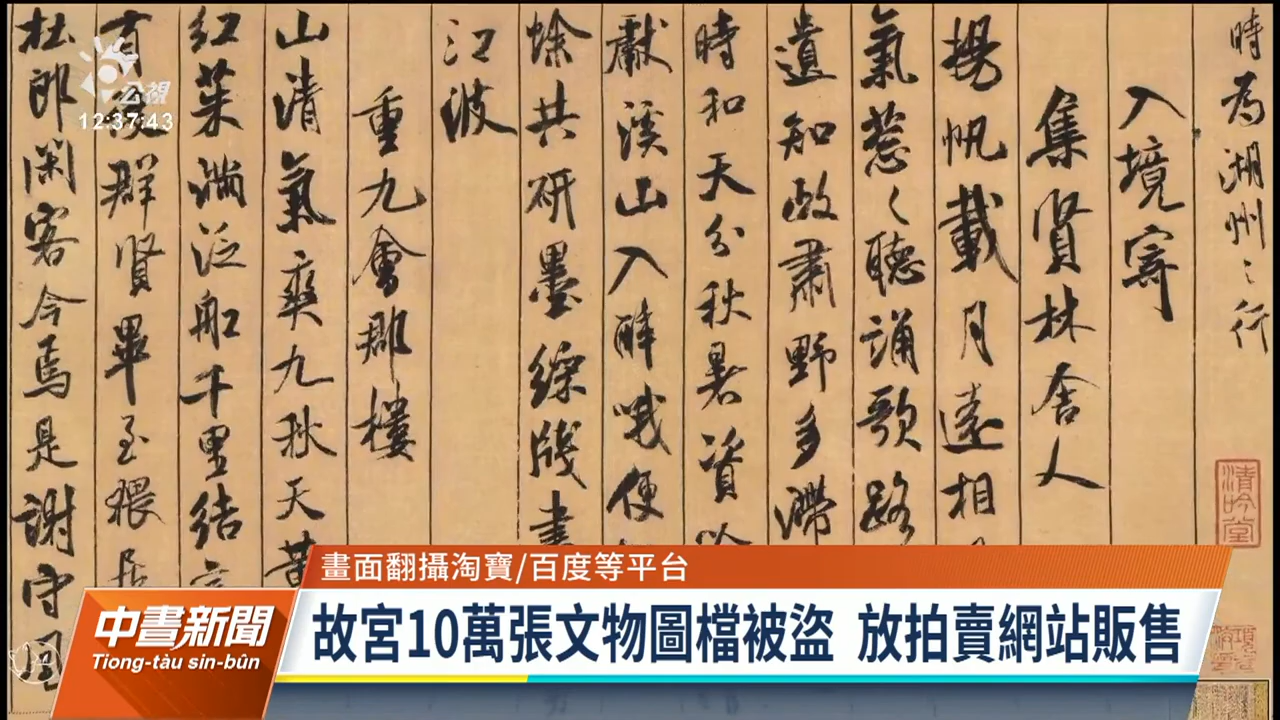 時為湖州之行
入境寄
集賢林舍人
揚帆載月遠相
氣蔥〻聽誦歌路
遺知政肅野多滯
時和天分秋暑資吟
獻溪山入醉哦便
蜍共研墨綵牋書
江波
重九會郡樓
山清氣爽九秋天黃
紅茱滿泛船千里結言
有後群賢畢至猥居
杜郎閑客今焉是謝守風
清吟堂
公視
12:37:43
畫面翻攝淘寶/百度等平台
中晝新聞
Tiong-tàu sin-bûn
故宮10萬張文物圖檔被盜 放拍賣網站販售